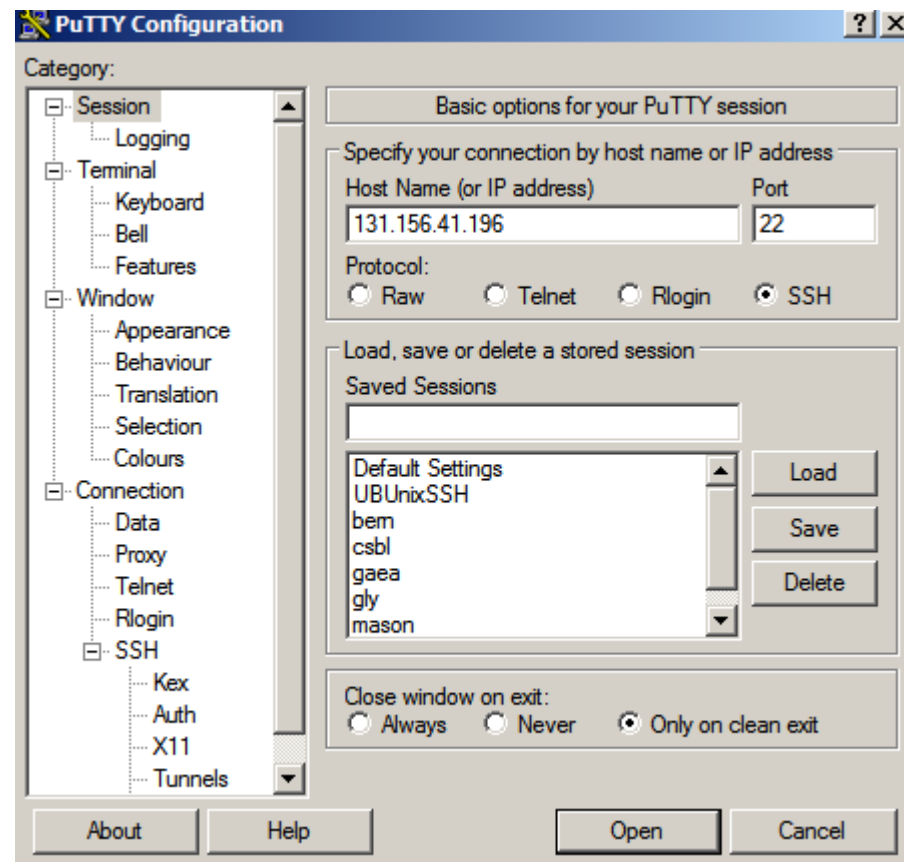 PuTTY Configuration
Category:
Session
Logging
Terminal
Keyboard
Bell
Features
Window
Appearance
Behaviour
Translation
Selection
Colours
Connection
Data
Proxy
Telnet
Rlogin
SSH
Kex
Auth
X11
Tunnels
Basic options for your PuTTY session
Specify your connection by host name or IP address
Host Name (or IP address) Port
131.156.41.196 22
Protocol:
Raw Telnet Rlogin SSH
Load, save or delete a stored session
Saved Sessions
Default Settings
UBUnixSSH
bern
csbl
gaea
gly
mason
Load
Save
Delete
Close window on exit:
Always Never Only on clean exit
About Help Open Cancel